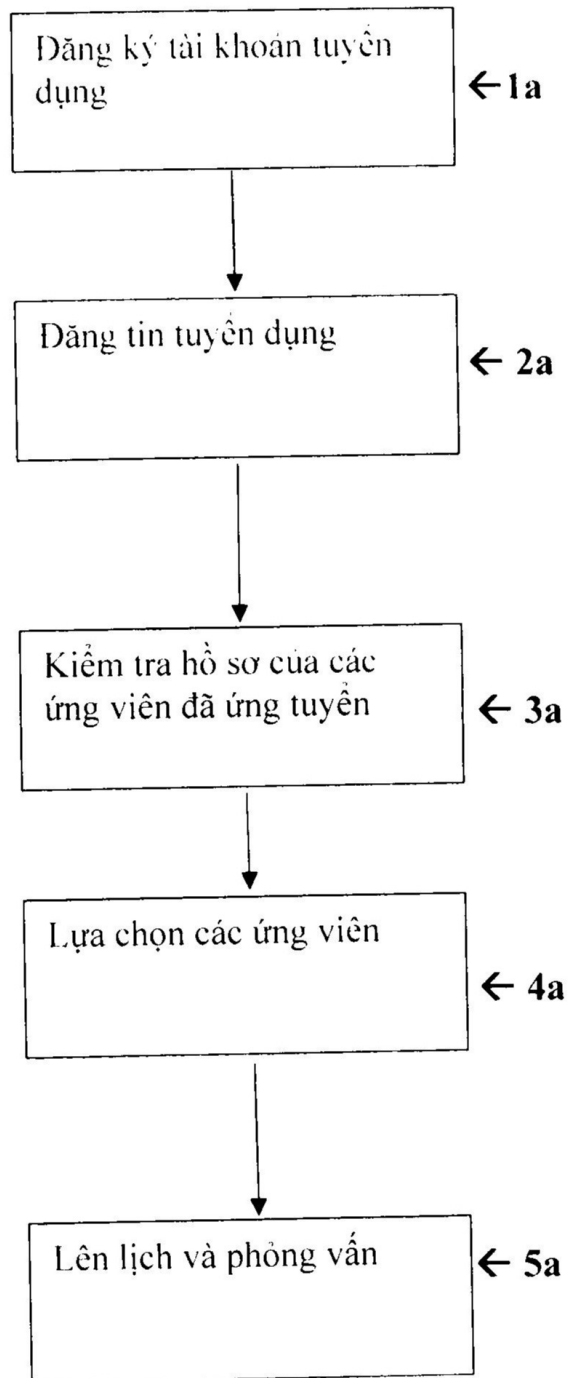 Đăng ký tài khoản tuyển
dụng
←1a
Đăng tin tuyển dụng
← 2a
Kiểm tra hồ sơ của các
ứng viên đã ứng tuyển
← 3a
Lựa chọn các ứng viên
← 4a
Lên lịch và phỏng vấn
← 5a